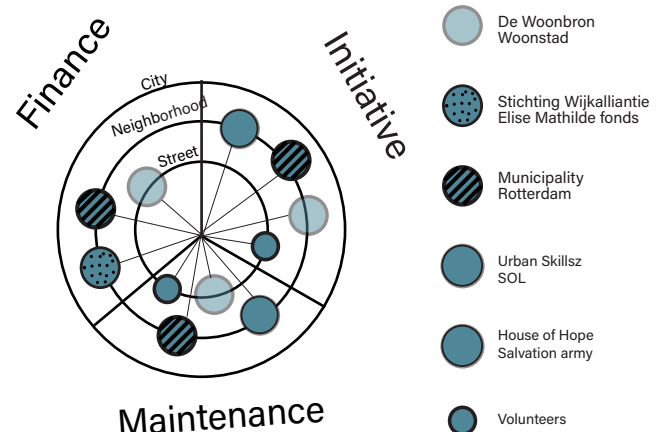 Finance
Initiative
City
Neighborhood
Street
Maintenance
De Woonbron
Woonstad
Stichting Wijkalliantie
Elise Mathilde fonds
Municipality
Rotterdam
Urban Skillsz
SOL
House of Hope
Salvation army
Volunteers